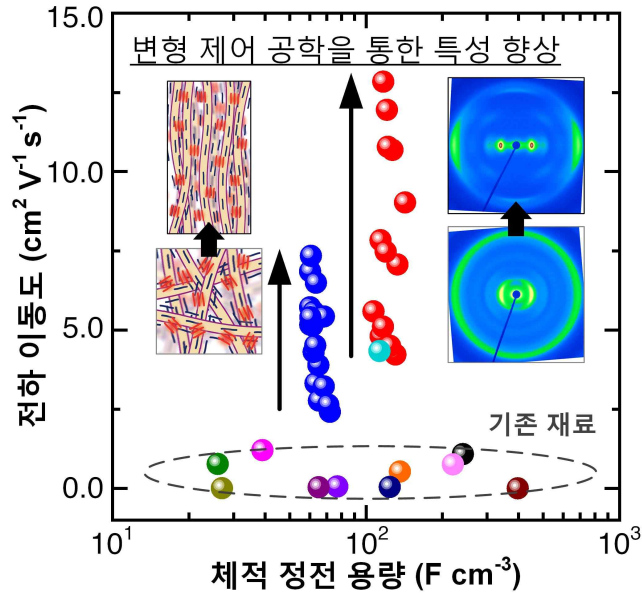 변형 제어 공학을 통한 특성 향상
15.0
10.0
5.0
0.0
전하 이동도 (cm² V⁻¹ s⁻¹)
기존 재료
10¹
10²
10³
체적 정전 용량 (F cm⁻³)